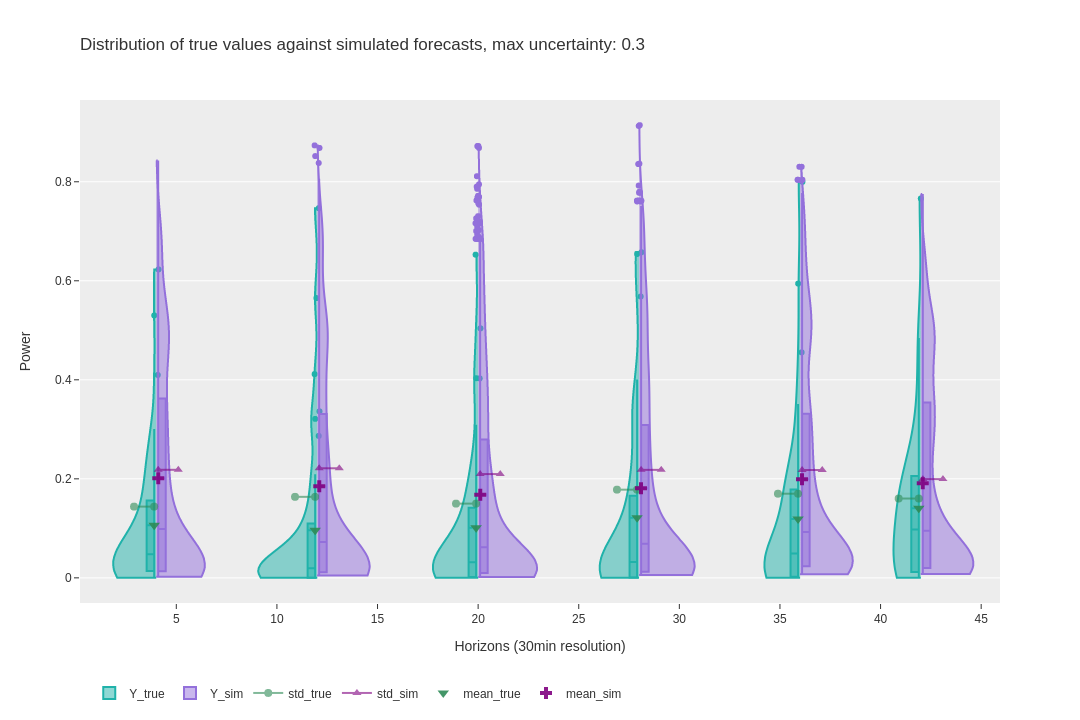 Distribution of true values against simulated forecasts, max uncertainty: 0.3
Power
0.8
0.6
0.4
0.2
0
5 10 15 20 25 30 35 40 45
Horizons (30min resolution)
Y_true Y_sim std_true std_sim mean_true mean_sim